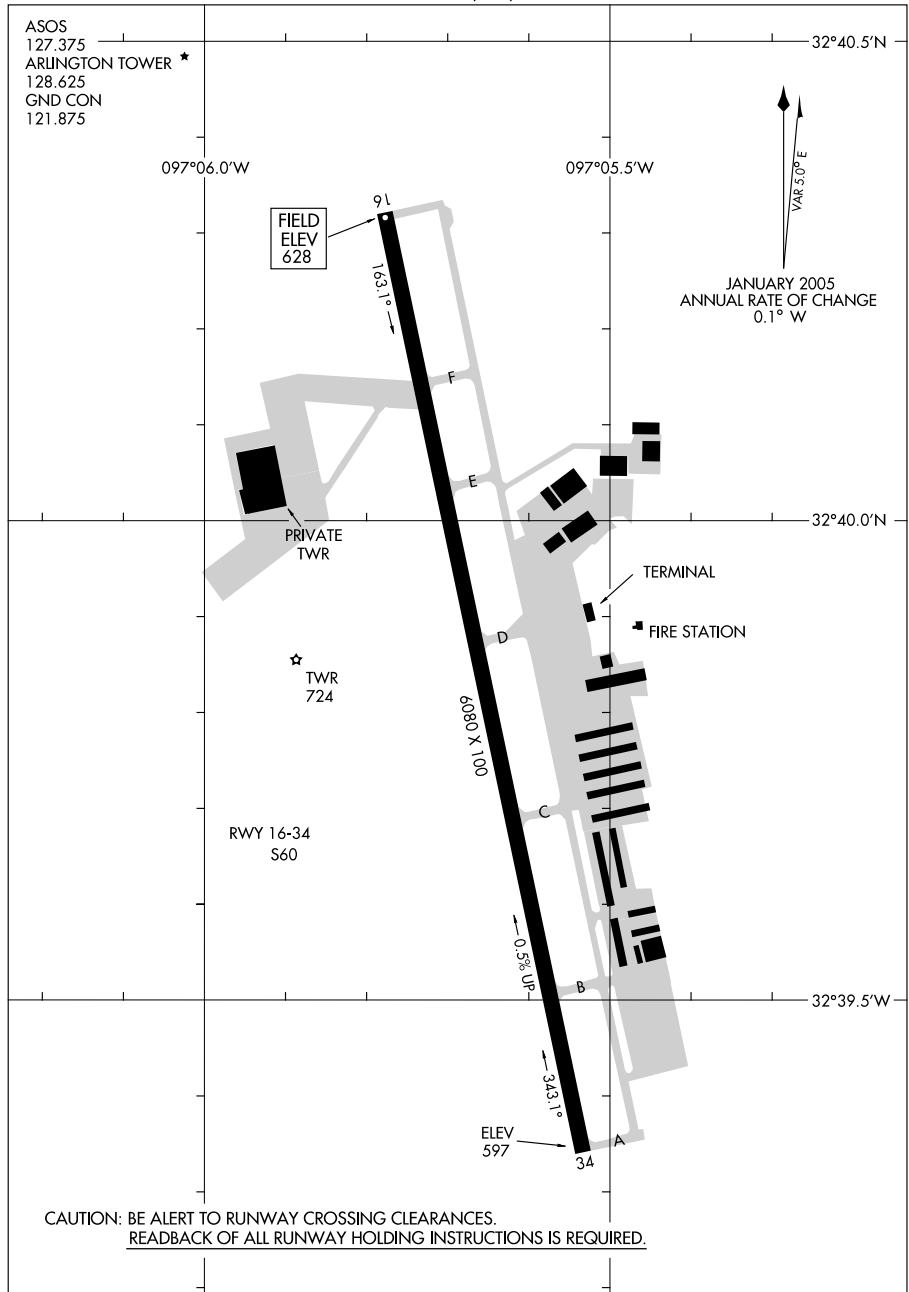 ASOS
127.375
ARLINGTON TOWER
128.625
GND CON
121.875
32°40.5'N
097°06.0'W
097°05.5'W
VAR 5.0° E
JANUARY 2005
ANNUAL RATE OF CHANGE
0.1° W
16
FIELD
ELEV
628
163.1°
F
E
PRIVATE
TWR
32°40.0'N
TERMINAL
FIRE STATION
D
TWR
724
6080 X 100
C
RWY 16-34
S60
0.5% UP
B
32°39.5'W
343.1°
ELEV
597
A
34
CAUTION: BE ALERT TO RUNWAY CROSSING CLEARANCES.
READBACK OF ALL RUNWAY HOLDING INSTRUCTIONS IS REQUIRED.